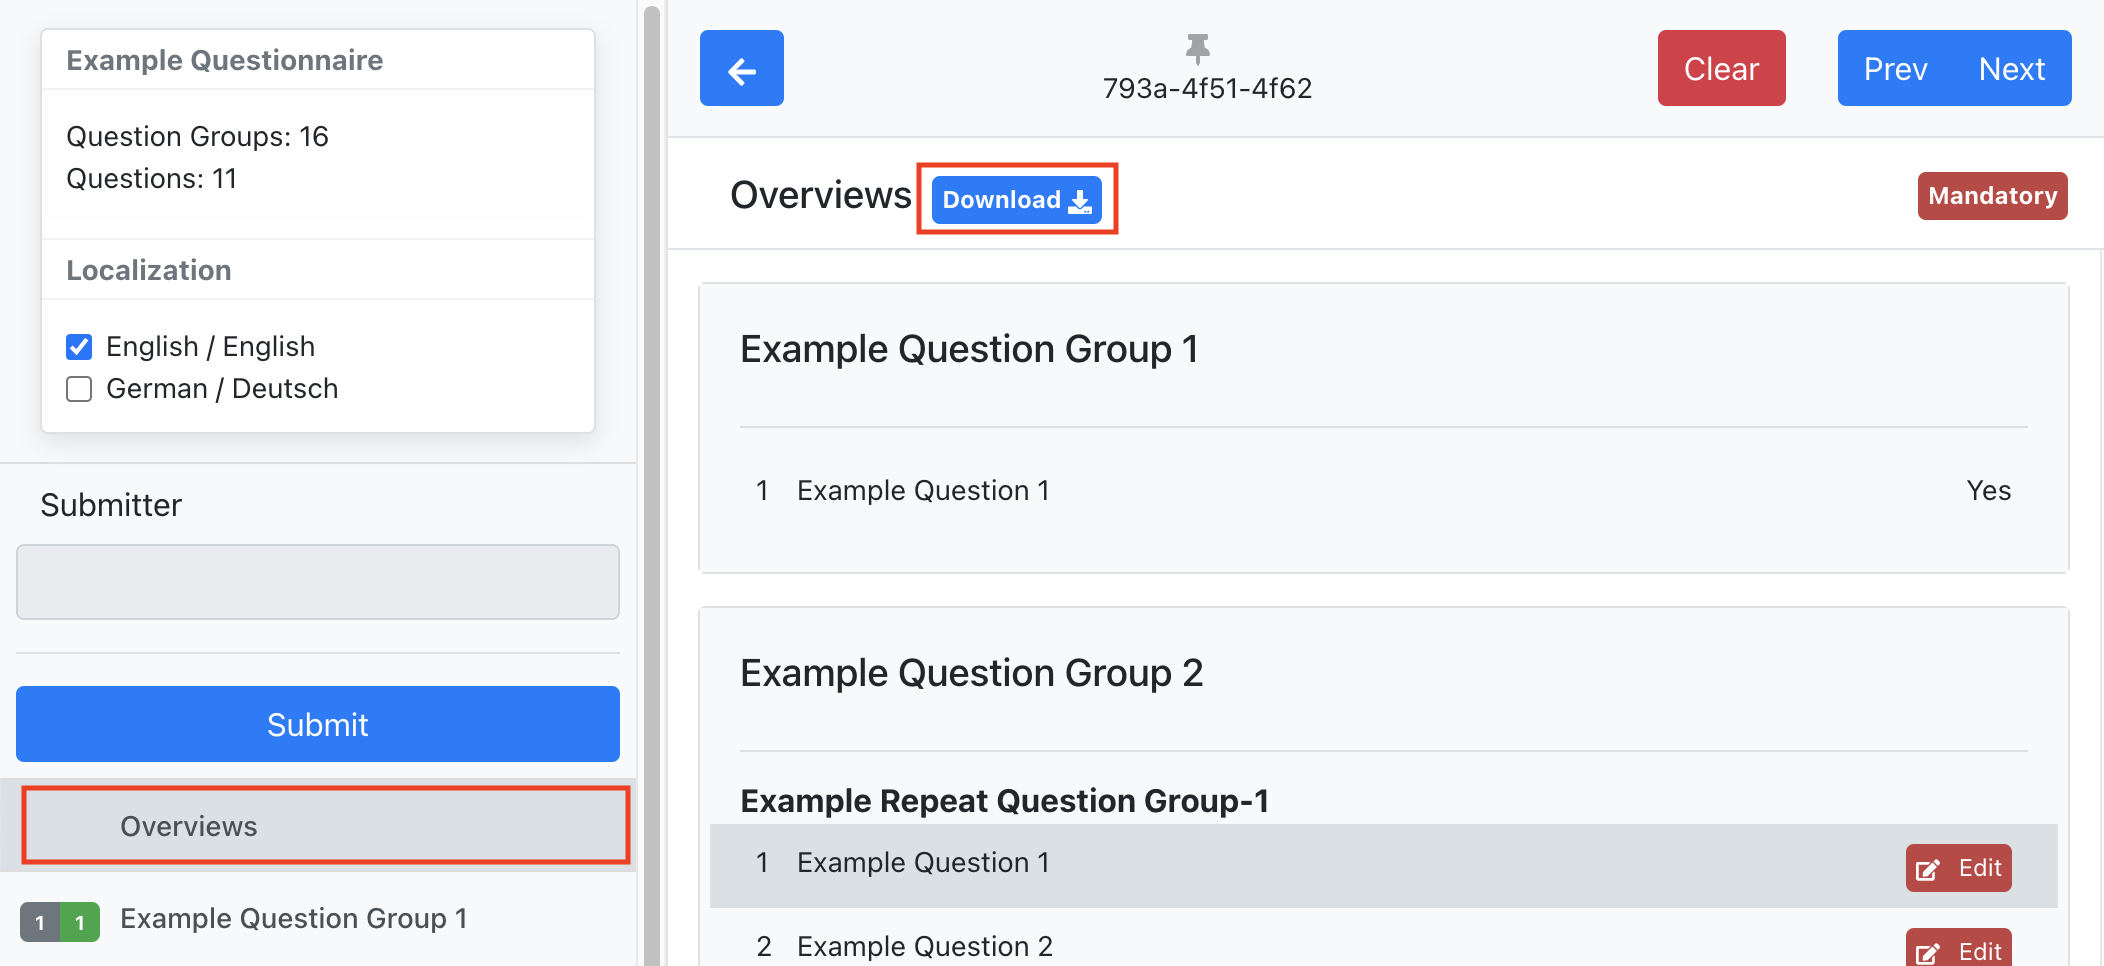 Example Questionnaire
Question Groups: 16
Questions: 11
Localization
English / English
German / Deutsch
Submitter
Submit
Overviews
1 1 Example Question Group 1
793a-4f51-4f62
Clear
Prev Next
Overviews Download
Mandatory
Example Question Group 1
1 Example Question 1 Yes
Example Question Group 2
Example Repeat Question Group-1
1 Example Question 1 Edit
2 Example Question 2 Edit